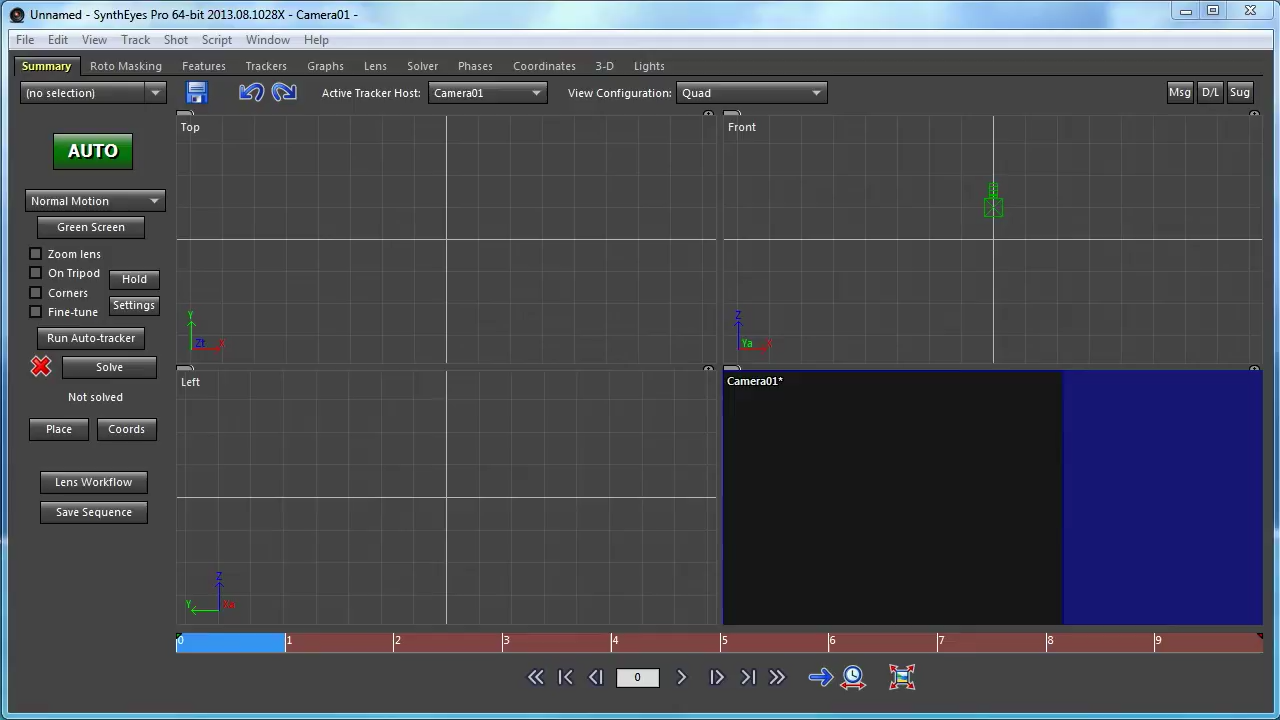 Unnamed - SynthEyes Pro 64-bit 2013.08.1028X - Camera01 -
File Edit View Track Shot Script Window Help
Summary Roto Masking Features Trackers Graphs Lens Solver Phases Coordinates 3-D Lights
(no selection) Active Tracker Host: Camera01 View Configuration: Quad Msg D/L Sug
Top
Front
AUTO
Normal Motion
Green Screen
Zoom lens
On Tripod
Hold
Corners
Settings
Fine-tune
Run Auto-tracker
Solve
Not solved
Place Coords
Lens Workflow
Save Sequence
Y
Zt X
Z
Ya X
Left
Camera01*
Z
Y Xa
0 1 2 3 4 5 6 7 8 9
0